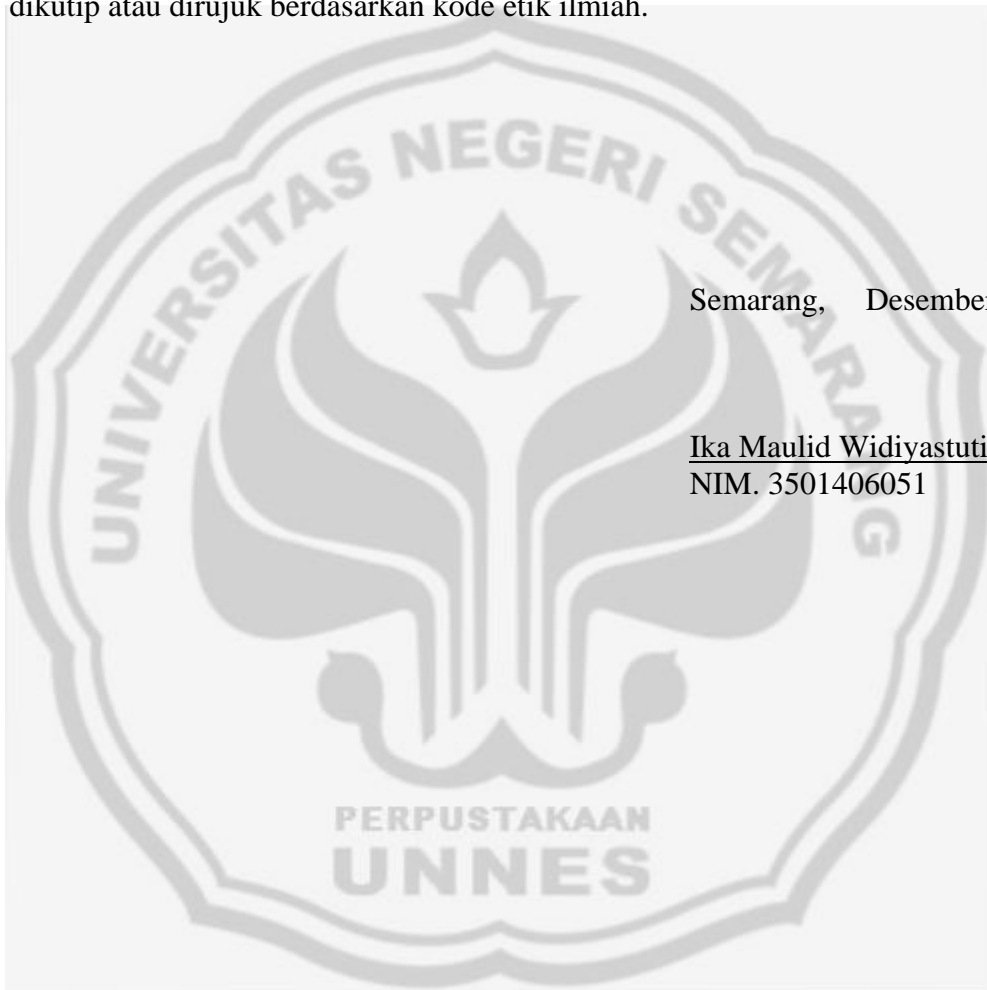 dikutip atau dirujuk berdasarkan kode etik ilmiah.
UNIVERSITAS NEGERI SEMARANG
Semarang, Desember
Ika Maulid Widiyastuti
NIM. 3501406051
PERPUSTAKAAN
UNNES